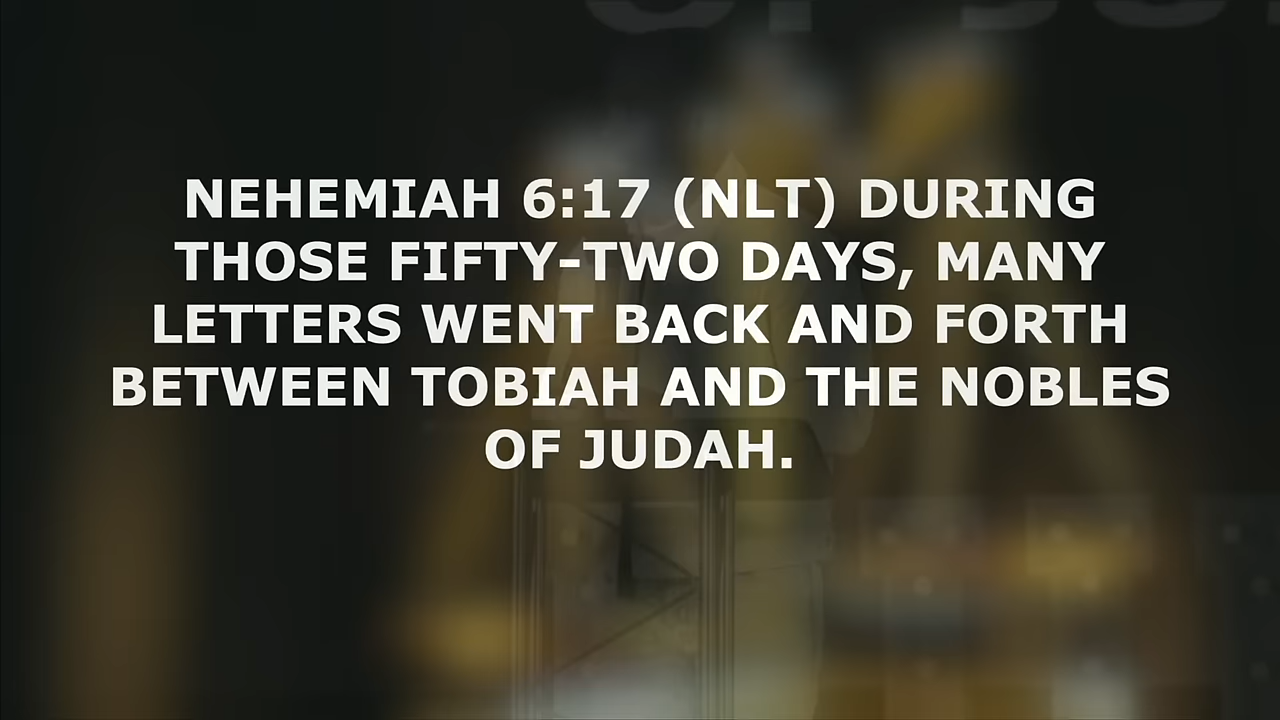 NEHEMIAH 6:17 (NLT) DURING
THOSE FIFTY-TWO DAYS, MANY
LETTERS WENT BACK AND FORTH
BETWEEN TOBIAH AND THE NOBLES
OF JUDAH.